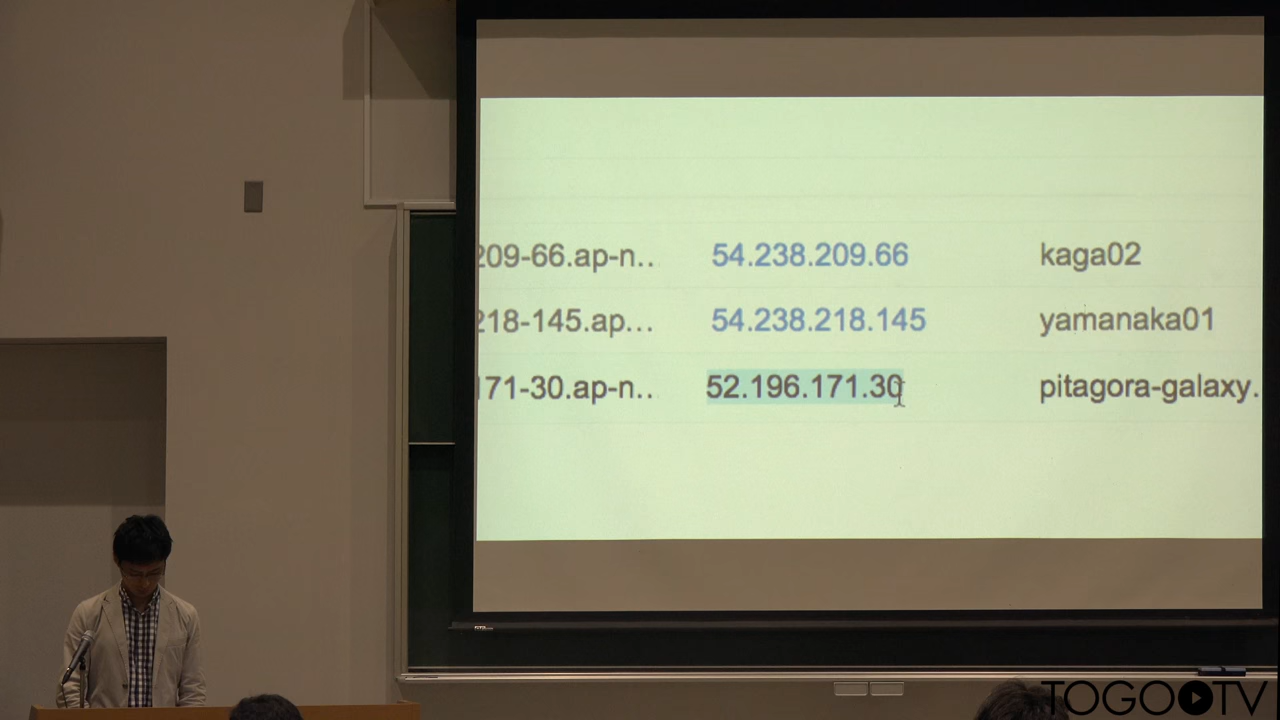 209-66.ap-n.. 54.238.209.66 kaga02
218-145.ap... 54.238.218.145 yamanaka01
171-30.ap-n.. 52.196.171.30 pitagora-galaxy.
TOGOTV